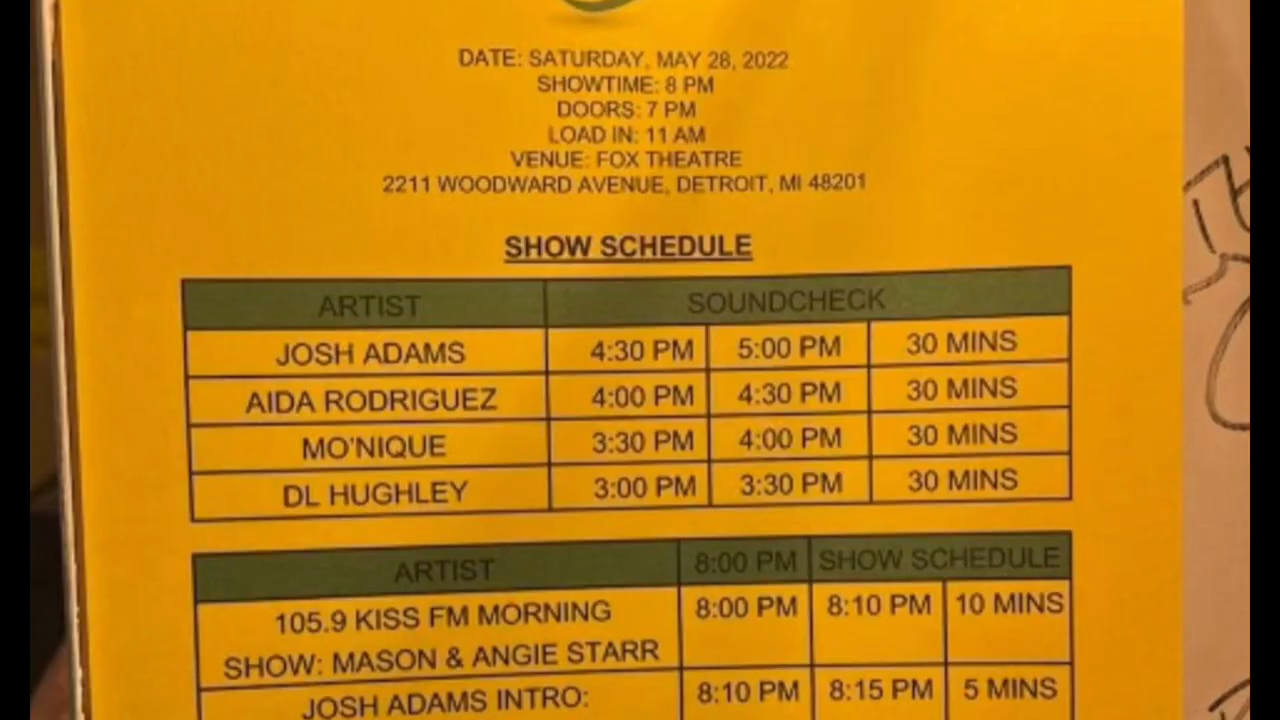 DATE: SATURDAY, MAY 28, 2022
SHOWTIME: 8 PM
DOORS: 7 PM
LOAD IN: 11 AM
VENUE: FOX THEATRE
2211 WOODWARD AVENUE, DETROIT, MI 48201
SHOW SCHEDULE
ARTIST SOUNDCHECK
JOSH ADAMS 4:30 PM 5:00 PM 30 MINS
AIDA RODRIGUEZ 4:00 PM 4:30 PM 30 MINS
MO'NIQUE 3:30 PM 4:00 PM 30 MINS
DL HUGHLEY 3:00 PM 3:30 PM 30 MINS
ARTIST 8:00 PM SHOW SCHEDULE
105.9 KISS FM MORNING 8:00 PM 8:10 PM 10 MINS
SHOW: MASON & ANGIE STARR
JOSH ADAMS INTRO: 8:10 PM 8:15 PM 5 MINS